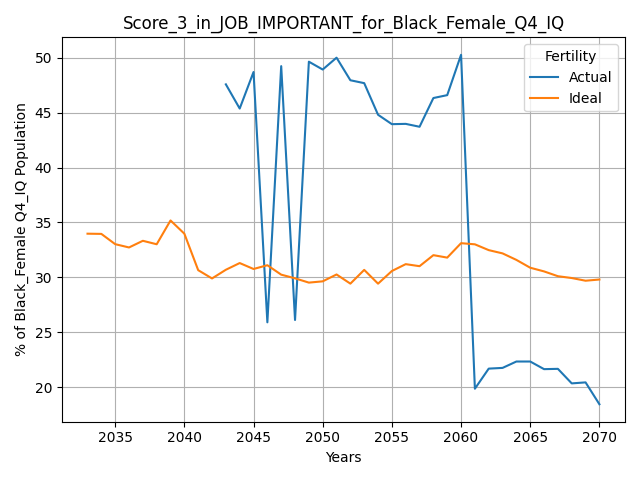 Score_3_in_JOB_IMPORTANT_for_Black_Female_Q4_IQ
% of Black_Female Q4_IQ Population
50
45
40
35
30
25
20
Fertility
Actual
Ideal
2035 2040 2045 2050 2055 2060 2065 2070
Years